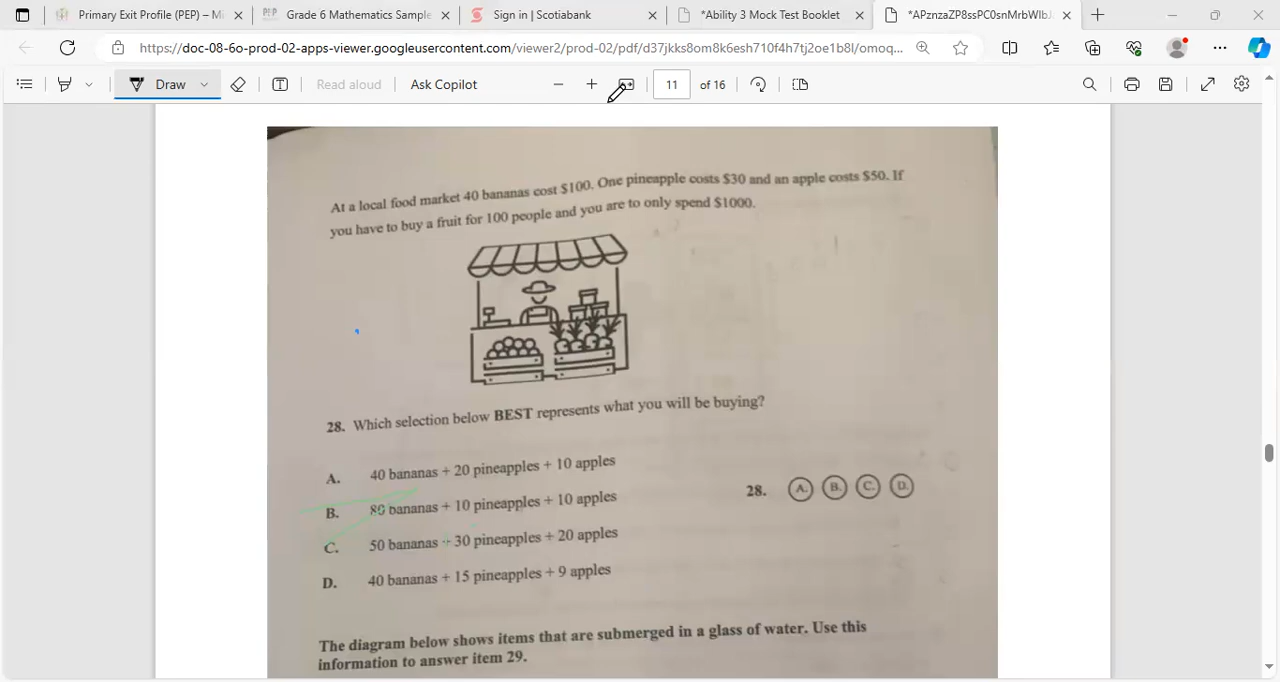 Primary Exit Profile (PEP) – Mi
Grade 6 Mathematics Sample
Sign in | Scotiabank
*Ability 3 Mock Test Booklet
https://doc-08-6o-prod-02-apps-viewer.googleusercontent.com/viewer2/prod-02/pdf/d37jkks8om8k6esh710f4h7tj2oe1b8l/omoq...
Draw
Read aloud
Ask Copilot
11
of 16
At a local food market 40 bananas cost $100. One pineapple costs $30 and an apple costs $50. If
you have to buy a fruit for 100 people and you are to only spend $1000.
28. Which selection below BEST represents what you will be buying?
A. 40 bananas + 20 pineapples + 10 apples
B. 80 bananas + 10 pineapples + 10 apples
C. 50 bananas + 30 pineapples + 20 apples
D. 40 bananas + 15 pineapples + 9 apples
28. A. B. C. D.
The diagram below shows items that are submerged in a glass of water. Use this
information to answer item 29.